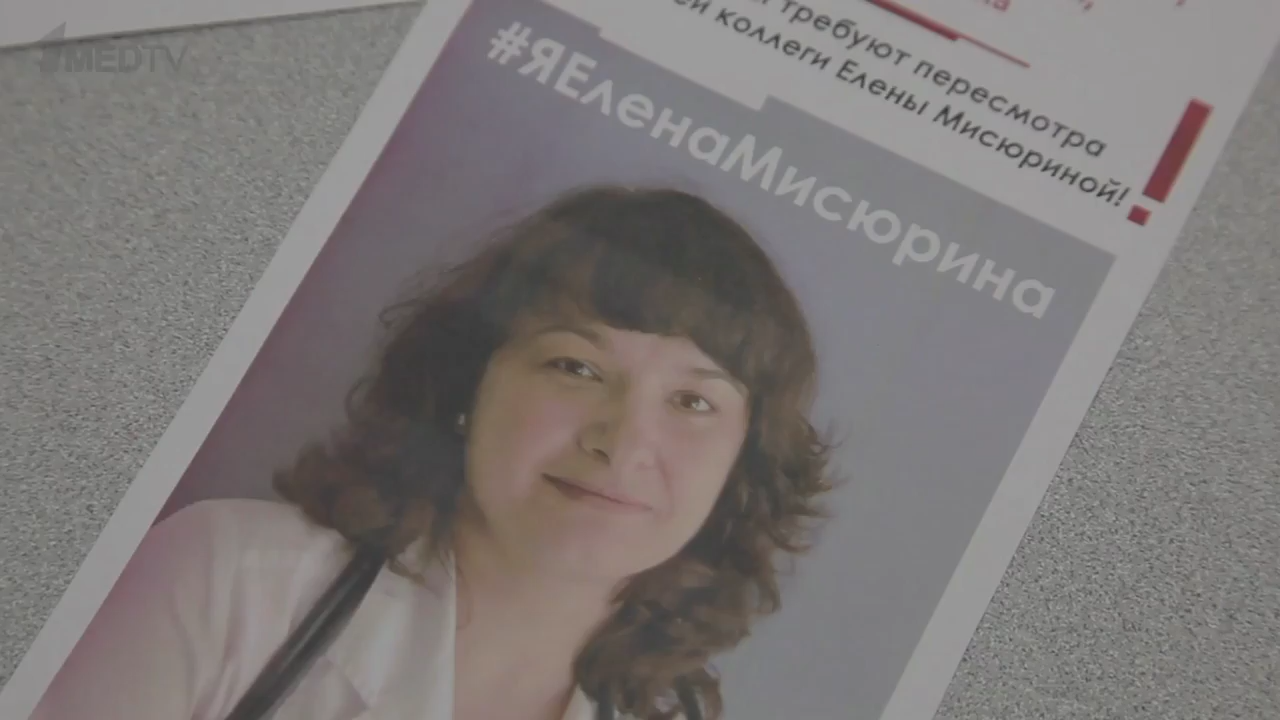 MEDTV
требуют пересмотра
коллеги Елены Мисюриной!
#ЯЕленаМисюрина